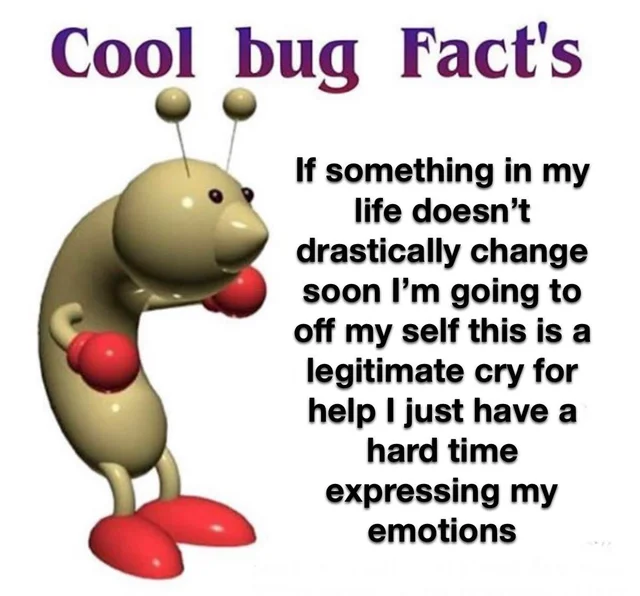 Cool bug Fact's
If something in my
life doesn’t
drastically change
soon I’m going to
off my self this is a
legitimate cry for
help I just have a
hard time
expressing my
emotions